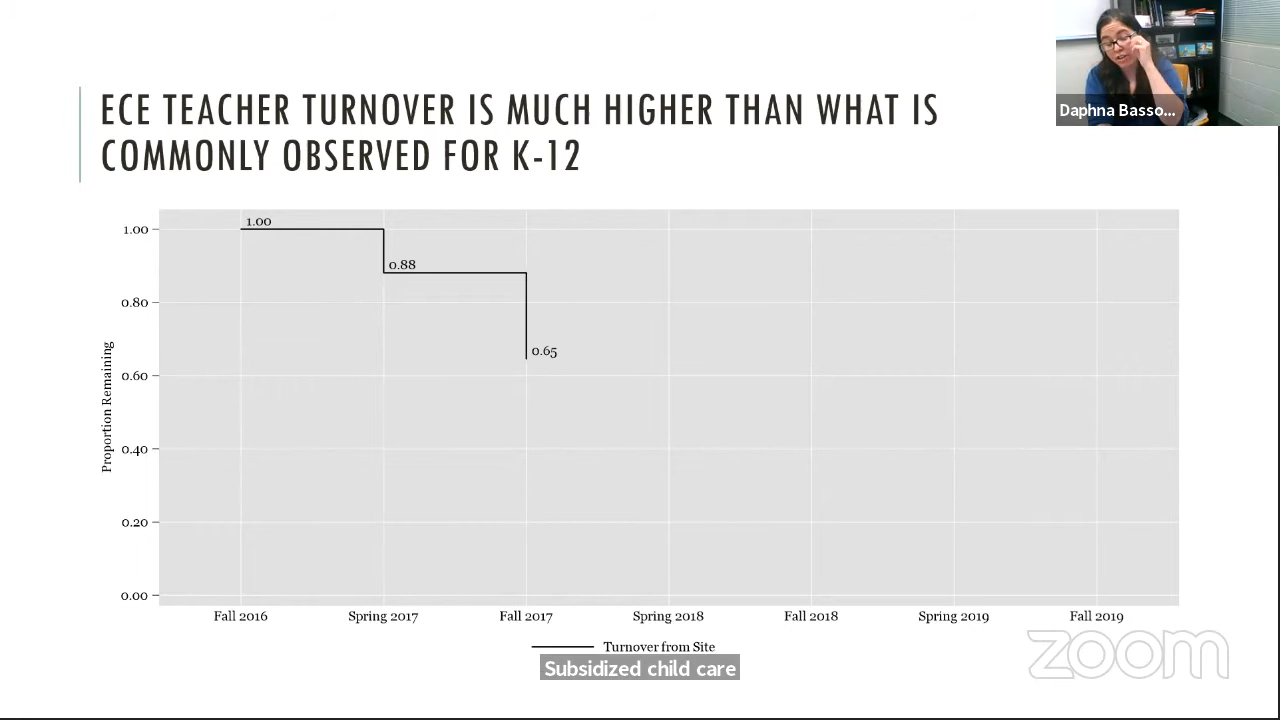 ECE TEACHER TURNOVER IS MUCH HIGHER THAN WHAT IS
COMMONLY OBSERVED FOR K-12
Daphna Basso...
1.00
0.88
0.65
Proportion Remaining
1.00
0.80
0.60
0.40
0.20
0.00
Fall 2016 Spring 2017 Fall 2017 Spring 2018 Fall 2018 Spring 2019 Fall 2019
Turnover from Site
Subsidized child care
zoom